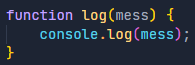 function log(mess) {
    console.log(mess);
}